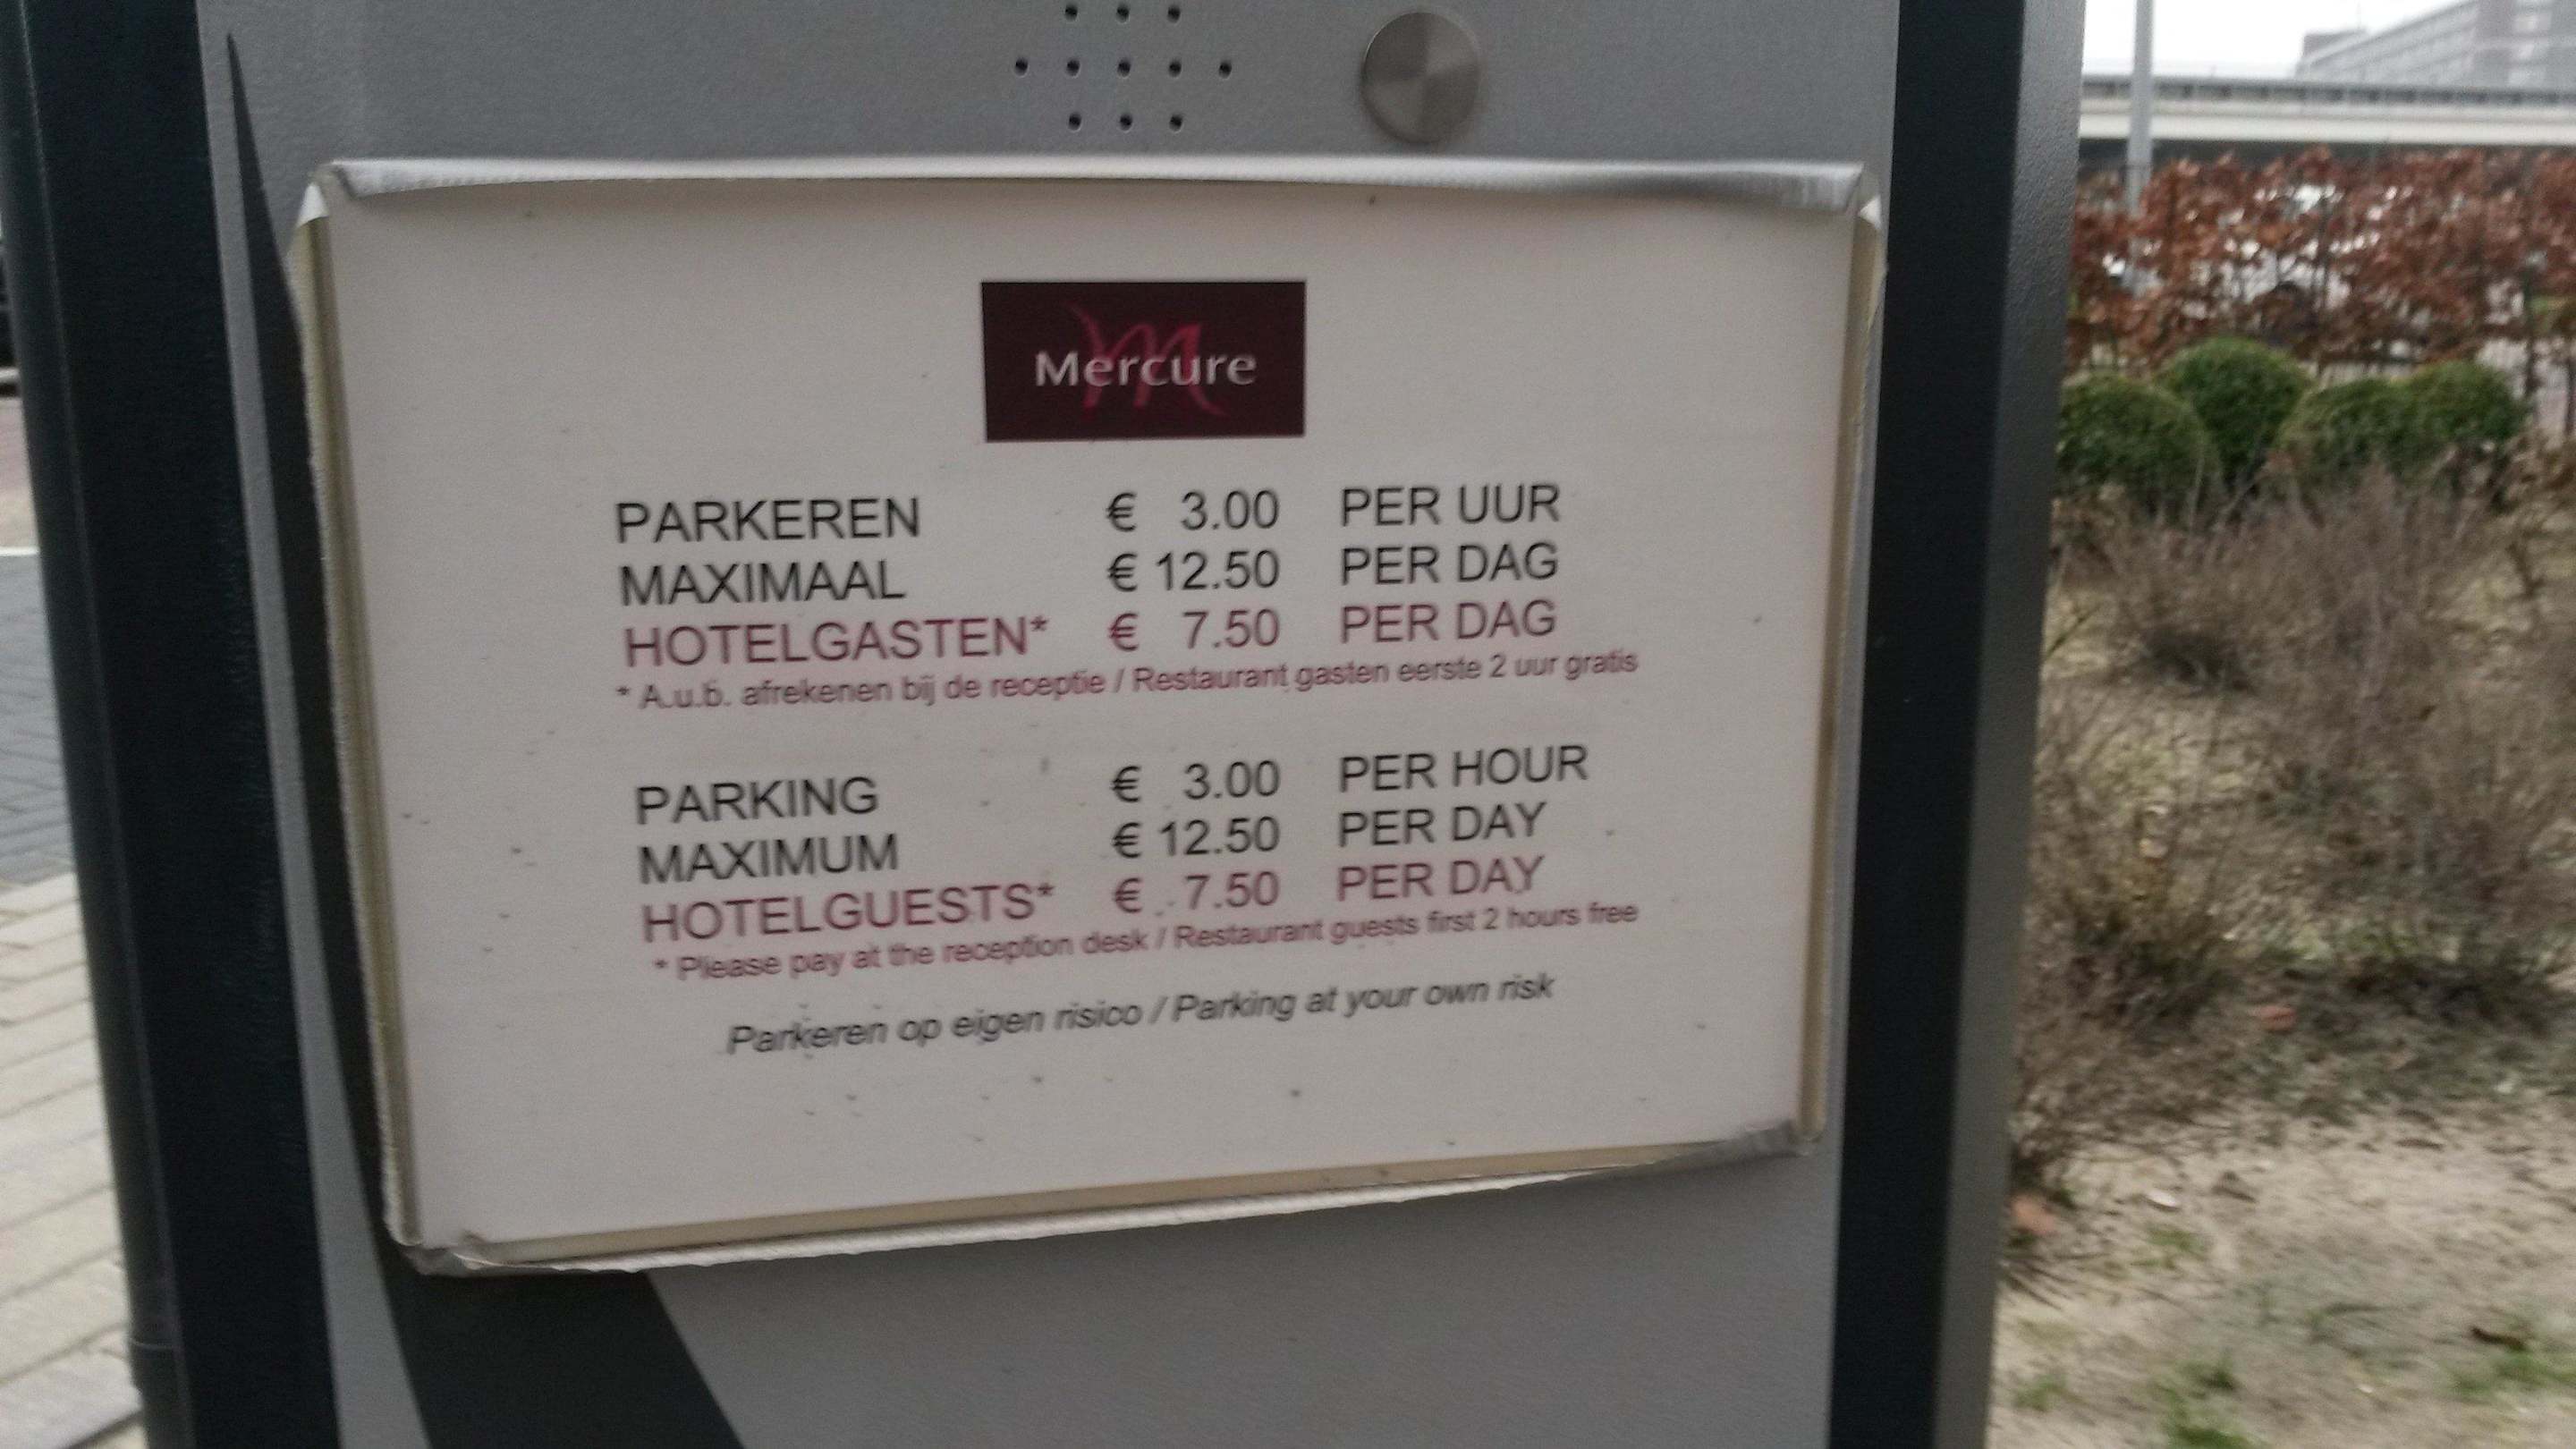 Mercure
PARKEREN € 3.00 PER UUR
MAXIMAAL € 12.50 PER DAG
HOTELGASTEN* € 7.50 PER DAG
* A.u.b. afrekenen bij de receptie / Restaurant gasten eerste 2 uur gratis
PARKING € 3.00 PER HOUR
MAXIMUM € 12.50 PER DAY
HOTELGUESTS* € 7.50 PER DAY
* Please pay at the reception desk / Restaurant guests first 2 hours free
Parkeren op eigen risico / Parking at your own risk